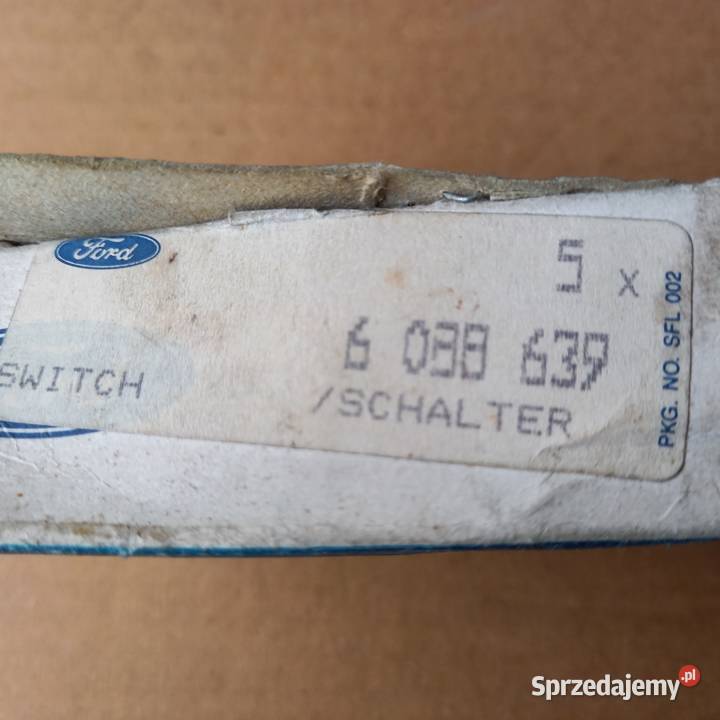 Ford
5 X
6 088 639
SWITCH /SCHALTER
PKG. NO. SFL 002
Sprzedajemy.pl